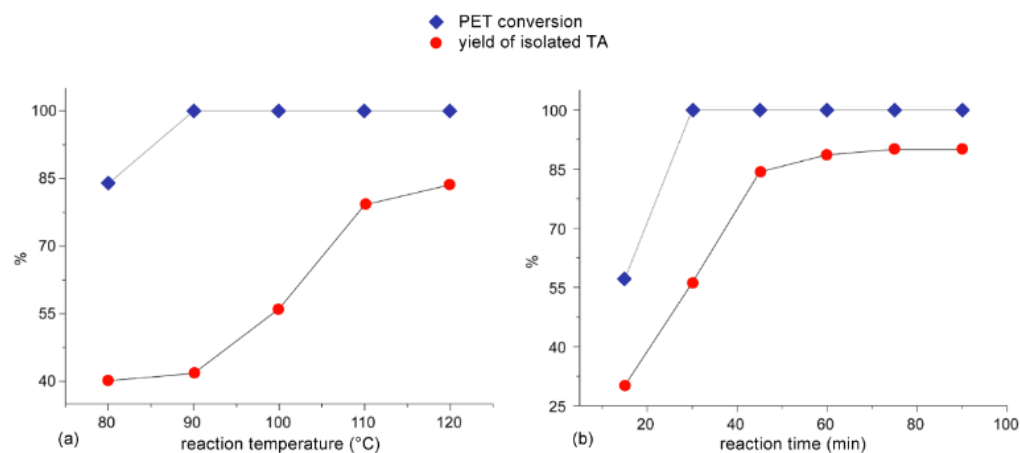 PET conversion
yield of isolated TA
100
85
70
55
40
%
80 90 100 110 120
(a) reaction temperature (°C)
100
85
70
55
40
25
%
20 40 60 80 100
(b) reaction time (min)